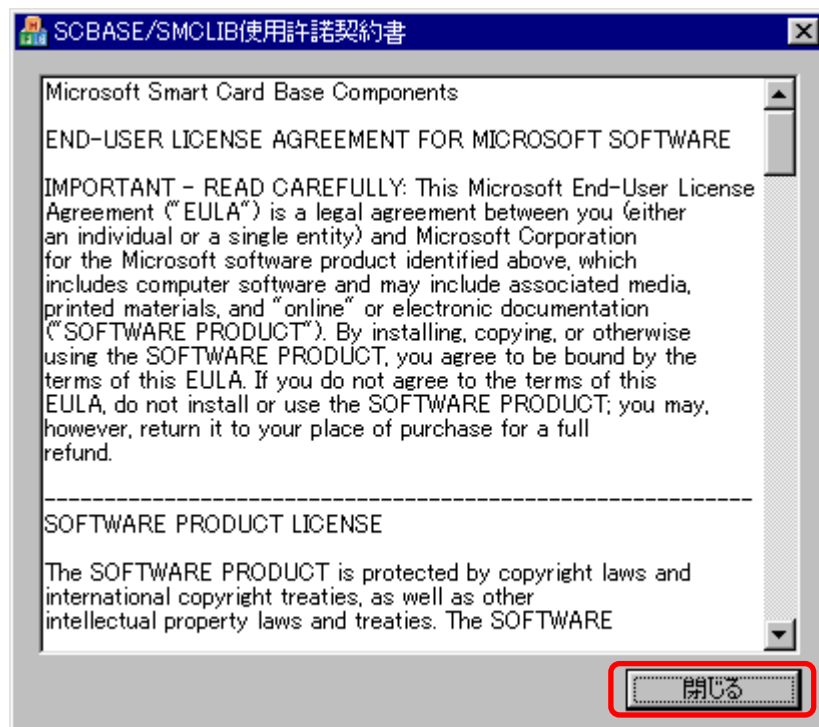 SCBASE/SMCLIB使用許諾契約書
Microsoft Smart Card Base Components
END-USER LICENSE AGREEMENT FOR MICROSOFT SOFTWARE
IMPORTANT - READ CAREFULLY: This Microsoft End-User License
Agreement ("EULA") is a legal agreement between you (either
an individual or a single entity) and Microsoft Corporation
for the Microsoft software product identified above, which
includes computer software and may include associated media,
printed materials, and "online" or electronic documentation
("SOFTWARE PRODUCT"). By installing, copying, or otherwise
using the SOFTWARE PRODUCT, you agree to be bound by the
terms of this EULA. If you do not agree to the terms of this
EULA, do not install or use the SOFTWARE PRODUCT; you may,
however, return it to your place of purchase for a full
refund.
-----------------------------------------------------------
SOFTWARE PRODUCT LICENSE
The SOFTWARE PRODUCT is protected by copyright laws and
international copyright treaties, as well as other
intellectual property laws and treaties. The SOFTWARE
閉じる